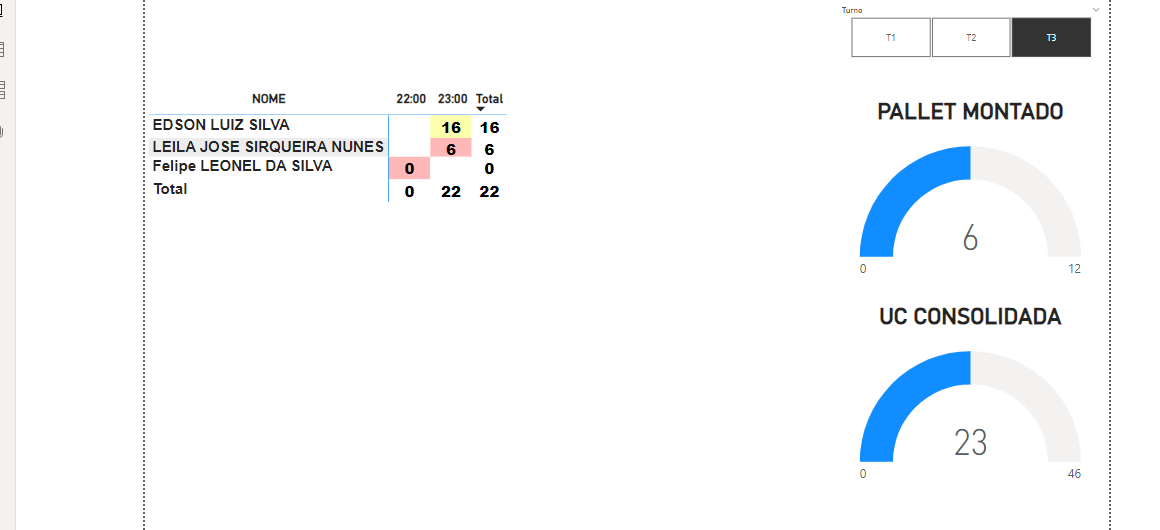 Turno
T1 T2 T3
NOME 22:00 23:00 Total
EDSON LUIZ SILVA 16 16
LEILA JOSE SIRQUEIRA NUNES 6 6
Felipe LEONEL DA SILVA 0 0
Total 0 22 22
PALLET MONTADO
6
0 12
UC CONSOLIDADA
23
0 46